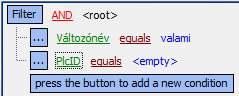 Filter AND <root>
... Változónév equals valami
... PlcID equals <empty>
press the button to add a new condition